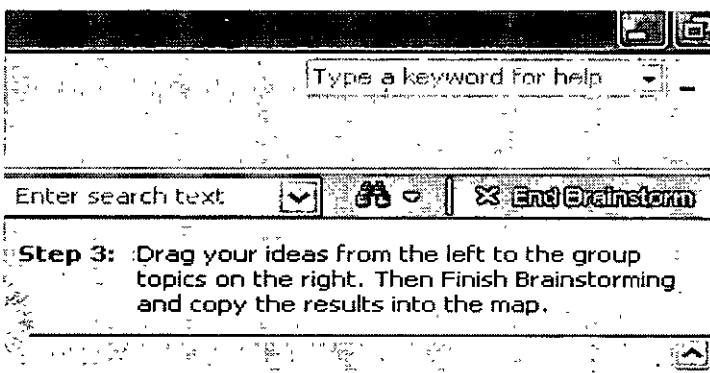 Type a keyword for help
Enter search text
End Brainstorm
Step 3: Drag your ideas from the left to the group
topics on the right. Then Finish Brainstorming
and copy the results into the map.